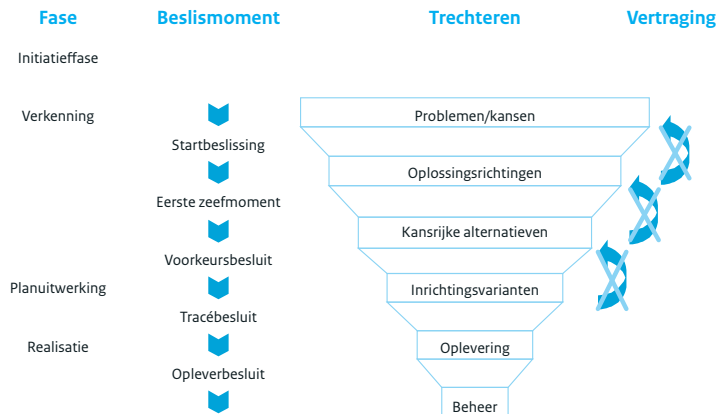 Fase Beslismoment Trechteren Vertraging
Initiatieffase
Verkenning Problemen/kansen
Startbeslissing
Oplossingsrichtingen
Eerste zeefmoment
Kansrijke alternatieven
Voorkeursbesluit
Planuitwerking Inrichtingsvarianten
Tracébesluit
Realisatie Oplevering
Opleverbesluit
Beheer